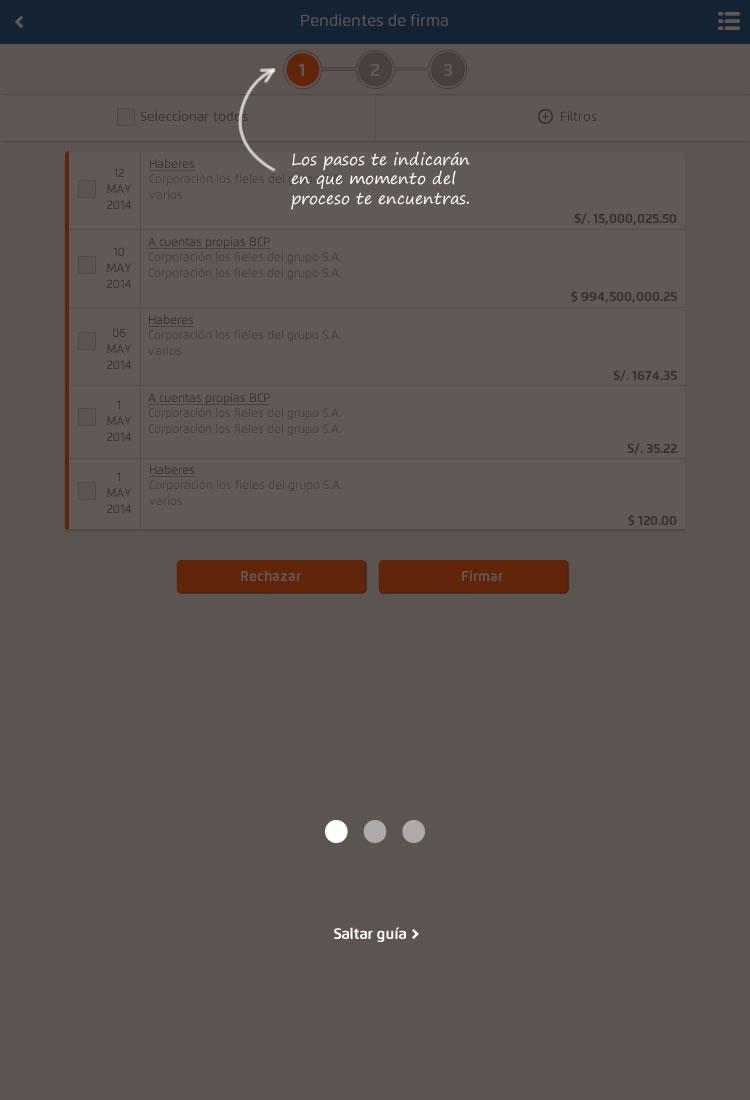 Pendientes de firma
1 2 3
Seleccionar todos
Filtros
Los pasos te indicarán
en que momento del
proceso te encuentras.
12
MAY
2014
Haberes
Corporación los fieles del grupo S.A.
varios
S/. 15,000,025.50
10
MAY
2014
A cuentas propias BCP
Corporación los fieles del grupo S.A.
Corporación los fieles del grupo S.A.
$ 994,500,000.25
06
MAY
2014
Haberes
Corporación los fieles del grupo S.A.
varios
S/. 1674.35
1
MAY
2014
A cuentas propias BCP
Corporación los fieles del grupo S.A.
Corporación los fieles del grupo S.A.
S/. 35.22
1
MAY
2014
Haberes
Corporación los fieles del grupo S.A.
varios
$ 120.00
Rechazar
Firmar
Saltar guía